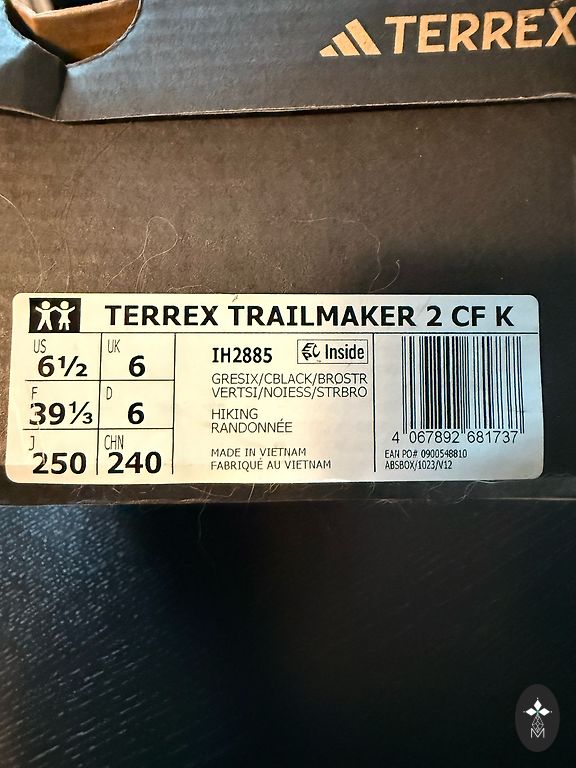 TERREX
TERREX TRAILMAKER 2 CF K
US 6½ UK 6
F 39⅓ D 6
J 250 CHN 240
IH2885 Inside
GRESIX/CBLACK/BROSTR
VERTSI/NOIESS/STRBRO
HIKING
RANDONNÉE
MADE IN VIETNAM
FABRIQUÉ AU VIETNAM
4 067892 681737
EAN PO# 0900548810
ABSBOX/1023/V12
M